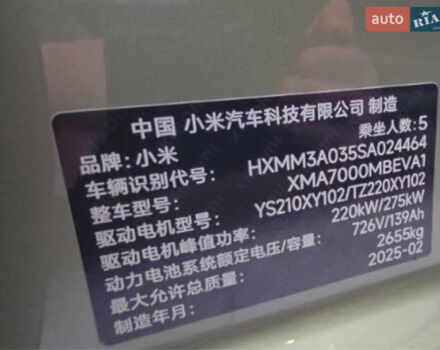 auto RIA
中国 小米汽车科技有限公司 制造
乘坐人数:5
品牌:小米
车辆识别代号: HXMM3A035SA024464
整车型号: XMA7000MBEVA1
驱动电机型号: YS210XY102/TZ220XY102
驱动电机峰值功率: 220kW/275kW
动力电池系统额定电压/容量: 726V/139Ah
最大允许总质量: 2655kg
制造年月: 2025-02